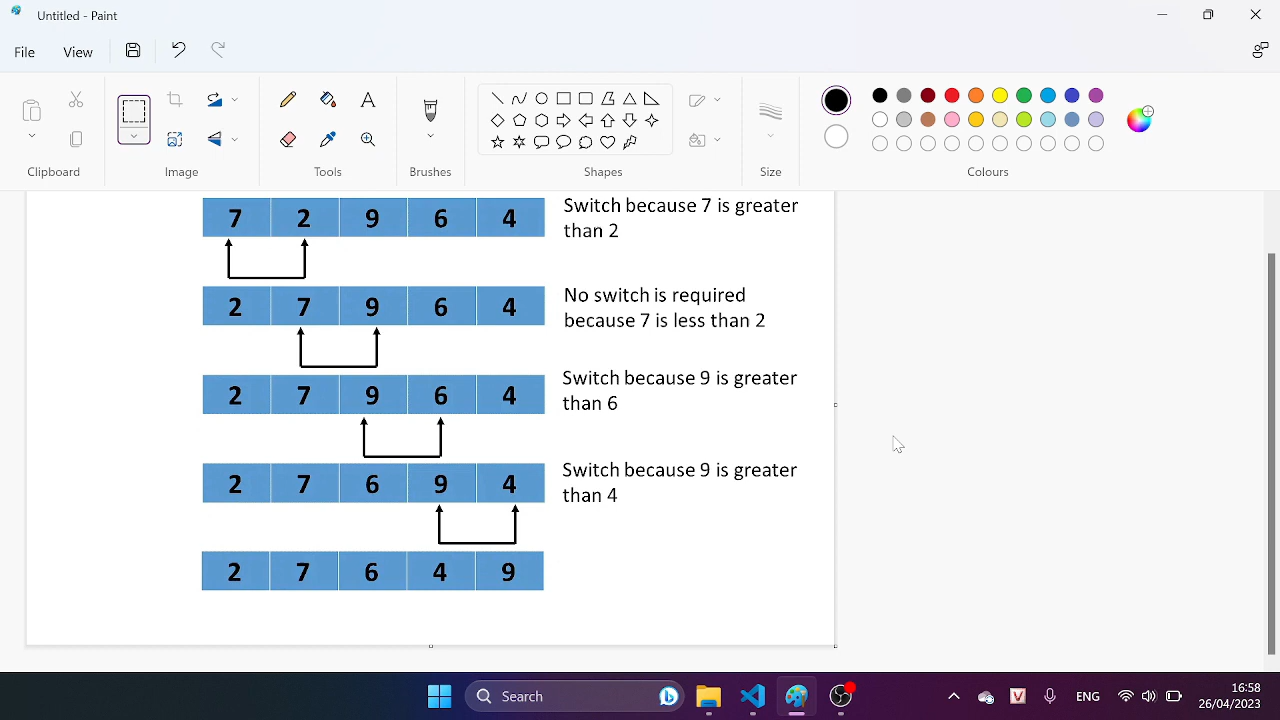 Untitled - Paint
File View
Clipboard Image Tools Brushes Shapes Size Colours
7 2 9 6 4
Switch because 7 is greater
than 2
2 7 9 6 4
No switch is required
because 7 is less than 2
2 7 9 6 4
Switch because 9 is greater
than 6
2 7 6 9 4
Switch because 9 is greater
than 4
2 7 6 4 9
Search
V
ENG
16:58
26/04/2023